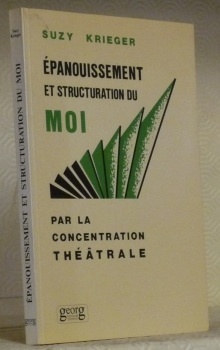 SUZY KRIEGER
ÉPANOUISSEMENT
ET STRUCTURATION DU
MOI
PAR LA
CONCENTRATION
THÉÂTRALE
georg
ÉPANOUISSEMENT ET STRUCTURATION DU MOI